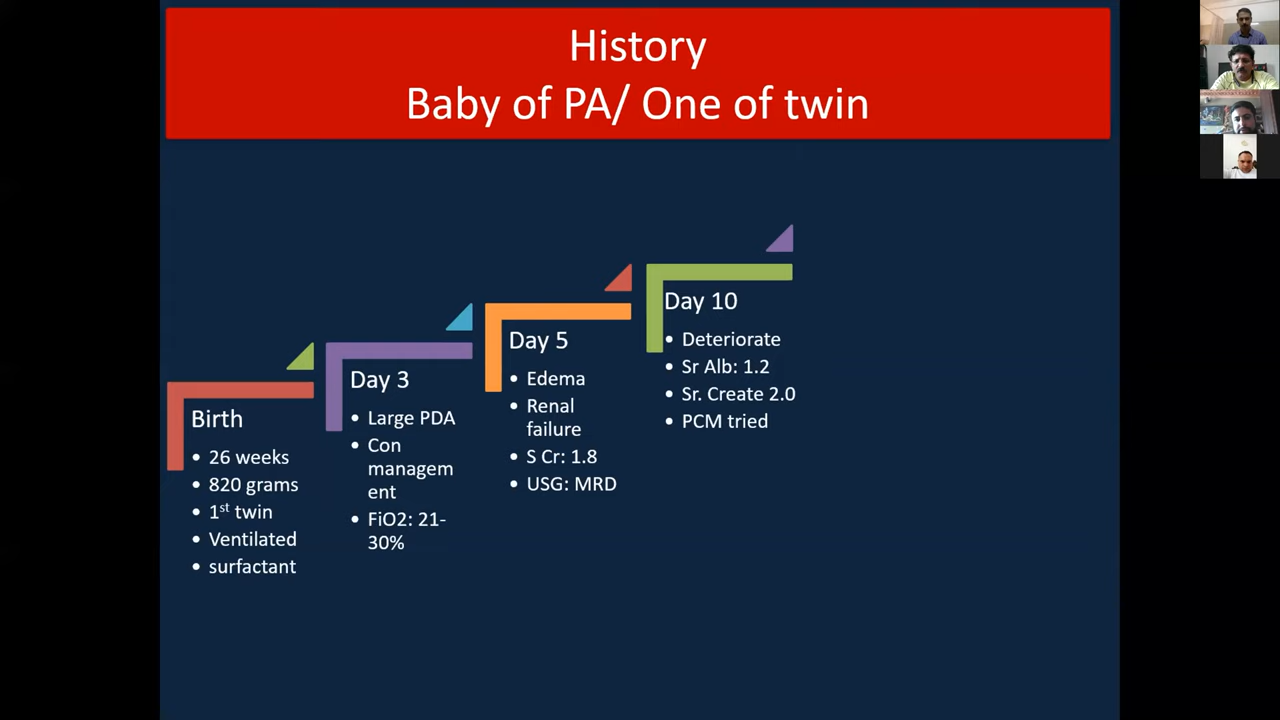 History
Baby of PA/ One of twin
Birth
• 26 weeks
• 820 grams
• 1st twin
• Ventilated
• surfactant
Day 3
• Large PDA
• Con
managem
ent
• FiO2: 21-
30%
Day 5
• Edema
• Renal
failure
• S Cr: 1.8
• USG: MRD
Day 10
• Deteriorate
• Sr Alb: 1.2
• Sr. Create 2.0
• PCM tried